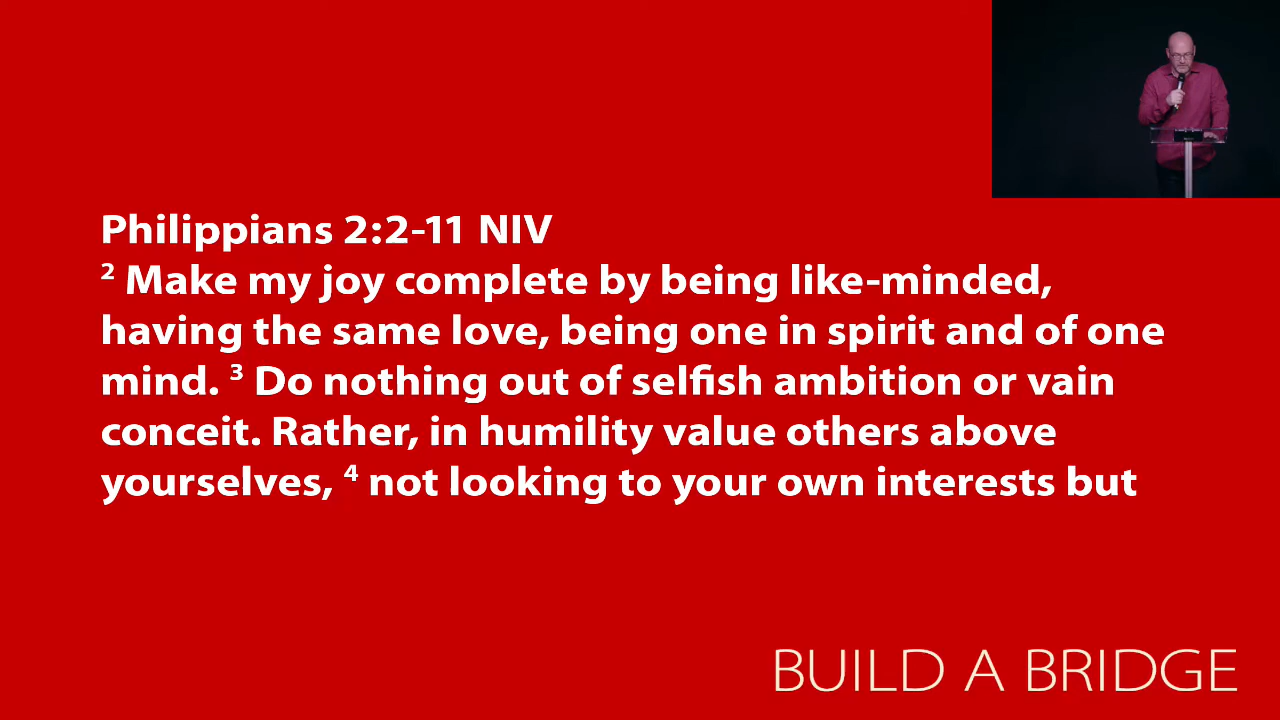 Philippians 2:2-11 NIV
² Make my joy complete by being like-minded,
having the same love, being one in spirit and of one
mind. ³ Do nothing out of selfish ambition or vain
conceit. Rather, in humility value others above
yourselves, ⁴ not looking to your own interests but
BUILD A BRIDGE